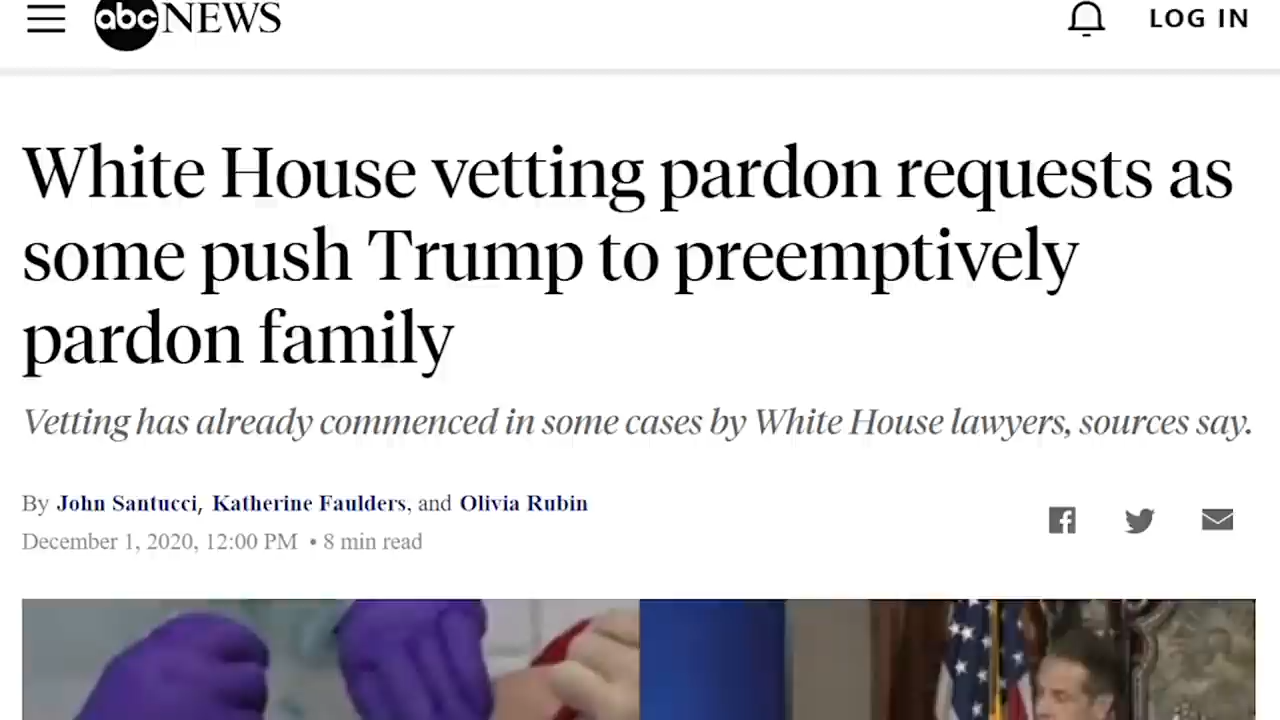 abc NEWS
LOG IN
White House vetting pardon requests as
some push Trump to preemptively
pardon family
Vetting has already commenced in some cases by White House lawyers, sources say.
By John Santucci, Katherine Faulders, and Olivia Rubin
December 1, 2020, 12:00 PM • 8 min read